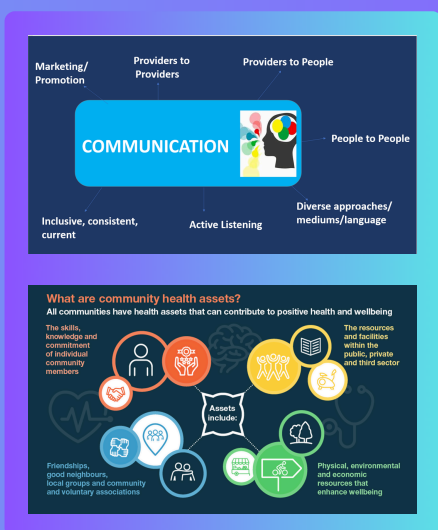 Marketing/
Promotion
Providers to
Providers
Providers to People
COMMUNICATION
People to People
Inclusive, consistent,
current
Active Listening
Diverse approaches/
mediums/language
What are community health assets?
All communities have health assets that can contribute to positive health and wellbeing
The skills,
knowledge and
commitment
of individual
community
members
The resources
and facilities
within the
public, private
and third sector
Assets
include:
Friendships,
good neighbours,
local groups and community
and voluntary associations
Physical, environmental
and economic
resources that
enhance wellbeing